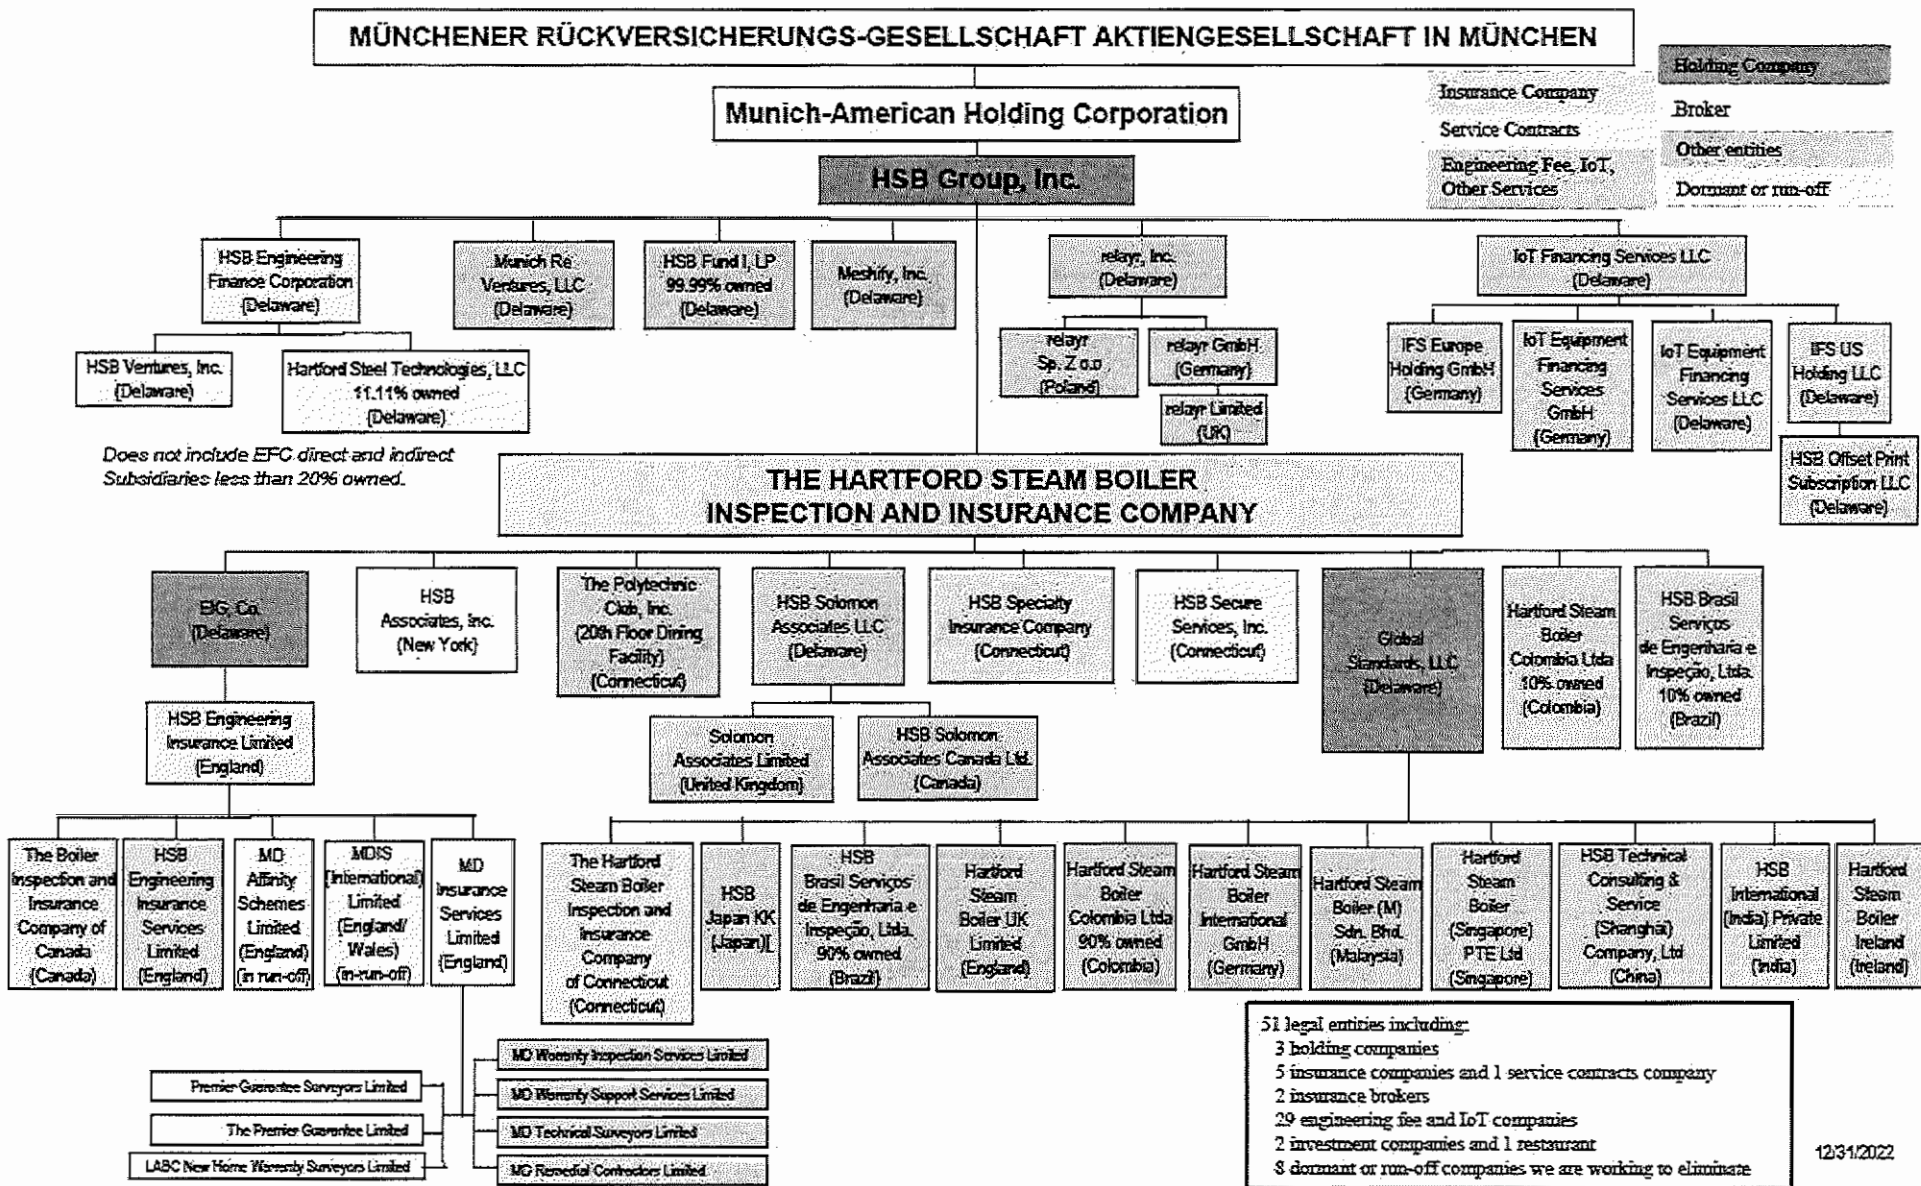 MÜNCHENER RÜCKVERSICHERUNGS-GESELLSCHAFT AKTIENGESELLSCHAFT IN MÜNCHEN
Holding Company
Insurance Company
Broker
Service Contracts
Other entities
Engineering Fee, IoT,
Other Services
Dormant or run-off
Munich-American Holding Corporation
HSB Group, Inc.
HSB Engineering
Finance Corporation
(Delaware)
Munich Re
Ventures, LLC
(Delaware)
HSB Fund I, LP
99.99% owned
(Delaware)
Meshify, Inc.
(Delaware)
relayr, Inc.
(Delaware)
IoT Financing Services LLC
(Delaware)
HSB Ventures, Inc.
(Delaware)
Hartford Steel Technologies, LLC
11.11% owned
(Delaware)
relayr
Sp. Z o.o
(Poland)
relayr GmbH
(Germany)
relayr Limited
(UK)
IFS Europe
Holding GmbH
(Germany)
IoT Equipment
Financing
Services
GmbH
(Germany)
IoT Equipment
Financing
Services LLC
(Delaware)
IFS US
Holding LLC
(Delaware)
HSB Offset Print
Subscription LLC
(Delaware)
Does not include EFC direct and indirect
Subsidiaries less than 20% owned.
THE HARTFORD STEAM BOILER
INSPECTION AND INSURANCE COMPANY
EIG, Co.
(Delaware)
HSB
Associates, Inc.
(New York)
The Polytechnic
Club, Inc.
(20th Floor Dining
Facility)
(Connecticut)
HSB Solomon
Associates LLC
(Delaware)
HSB Specialty
Insurance Company
(Connecticut)
HSB Secure
Services, Inc.
(Connecticut)
Global
Standards, LLC
(Delaware)
Hartford Steam
Boiler
Colombia Ltda
10% owned
(Colombia)
HSB Brasil
Serviços
de Engenharia e
Inspeção, Ltda.
10% owned
(Brazil)
HSB Engineering
Insurance Limited
(England)
Solomon
Associates Limited
(United Kingdom)
HSB Solomon
Associates Canada Ltd.
(Canada)
The Boiler
Inspection and
Insurance
Company of
Canada
(Canada)
HSB
Engineering
Insurance
Services
Limited
(England)
MD
Affinity
Schemes
Limited
(England)
(in run-off)
MDIS
(International)
Limited
(England/
Wales)
(in-run-off)
MD
Insurance
Services
Limited
(England)
The Hartford
Steam Boiler
Inspection and
Insurance
Company
of Connecticut
(Connecticut)
HSB
Japan KK
(Japan)[
HSB
Brasil Serviços
de Engenharia e
Inspeção, Ltda.
90% owned
(Brazil)
Hartford
Steam
Boiler UK
Limited
(England)
Hartford Steam
Boiler
Colombia Ltda
90% owned
(Colombia)
Hartford Steam
Boiler
International
GmbH
(Germany)
Hartford Steam
Boiler (M)
Sdn. Bhd.
(Malaysia)
Hartford
Steam
Boiler
(Singapore)
PTE Ltd
(Singapore)
HSB Technical
Consulting &
Service
(Shanghai)
Company, Ltd
(China)
HSB
International
(India) Private
Limited
(India)
Hartford
Steam
Boiler
Ireland
(Ireland)
Premier Guarantee Surveyors Limited
The Premier Guarantee Limited
LABC New Home Warranty Surveyors Limited
MD Warranty Inspection Services Limited
MD Warranty Support Services Limited
MD Technical Surveyors Limited
MD Remedial Contractors Limited
51 legal entities including:
3 holding companies
5 insurance companies and 1 service contracts company
2 insurance brokers
29 engineering fee and IoT companies
2 investment companies and 1 restaurant
8 dormant or run-off companies we are working to eliminate
12/31/2022